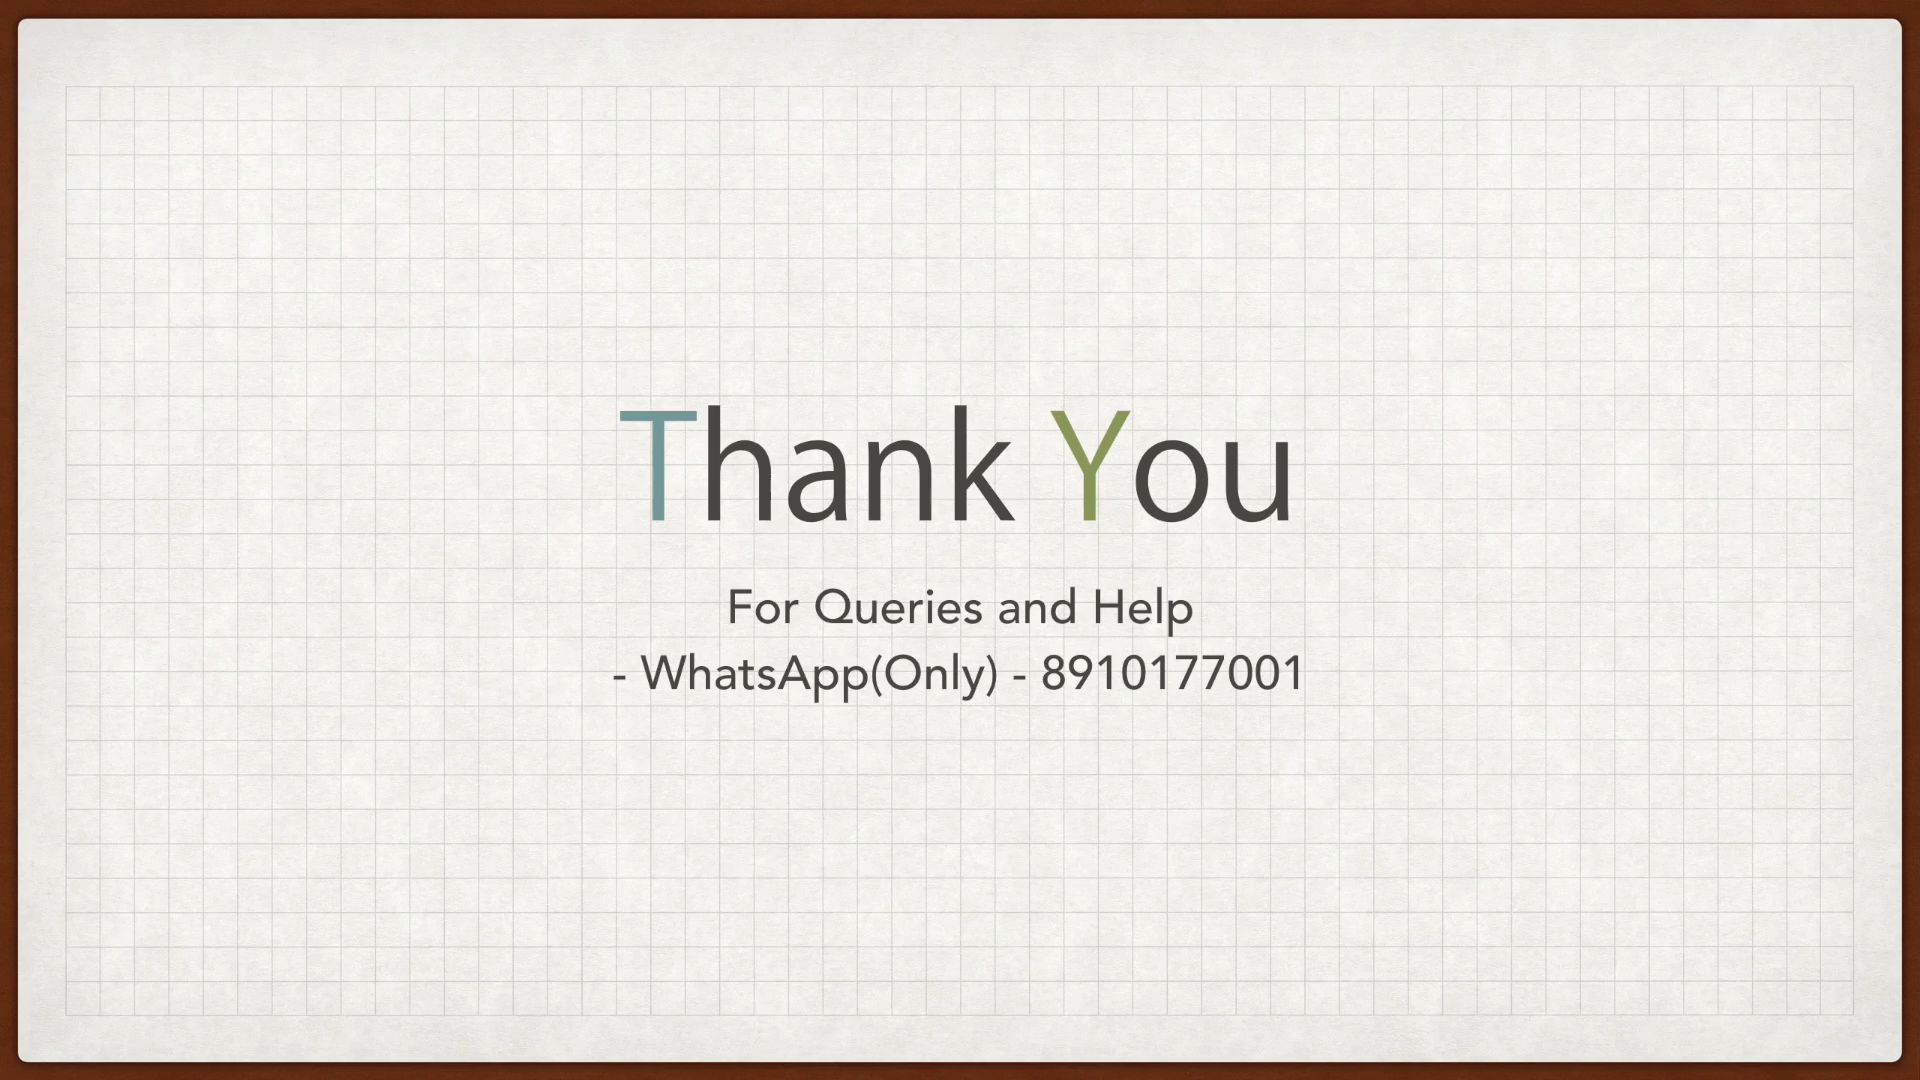 Thank You
For Queries and Help
- WhatsApp(Only) - 8910177001